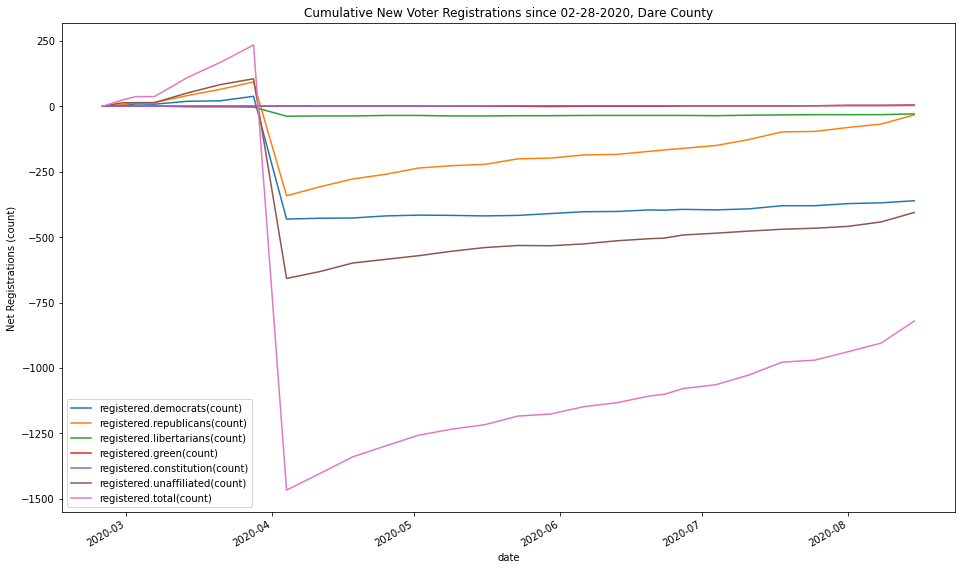 Cumulative New Voter Registrations since 02-28-2020, Dare County
250
0
−250
−500
−750
−1000
−1250
−1500
Net Registrations (count)
registered.democrats(count)
registered.republicans(count)
registered.libertarians(count)
registered.green(count)
registered.constitution(count)
registered.unaffiliated(count)
registered.total(count)
2020-03
2020-04
2020-05
2020-06
2020-07
2020-08
date